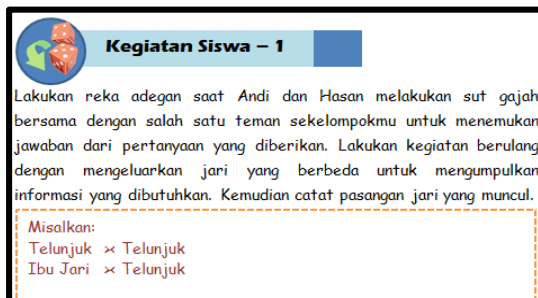 Kegiatan Siswa – 1
Lakukan reka adegan saat Andi dan Hasan melakukan sut gajah
bersama dengan salah satu teman sekelompokmu untuk menemukan
jawaban dari pertanyaan yang diberikan. Lakukan kegiatan berulang
dengan mengeluarkan jari yang berbeda untuk mengumpulkan
informasi yang dibutuhkan. Kemudian catat pasangan jari yang muncul.
Misalkan:
Telunjuk >< Telunjuk
Ibu Jari >< Telunjuk